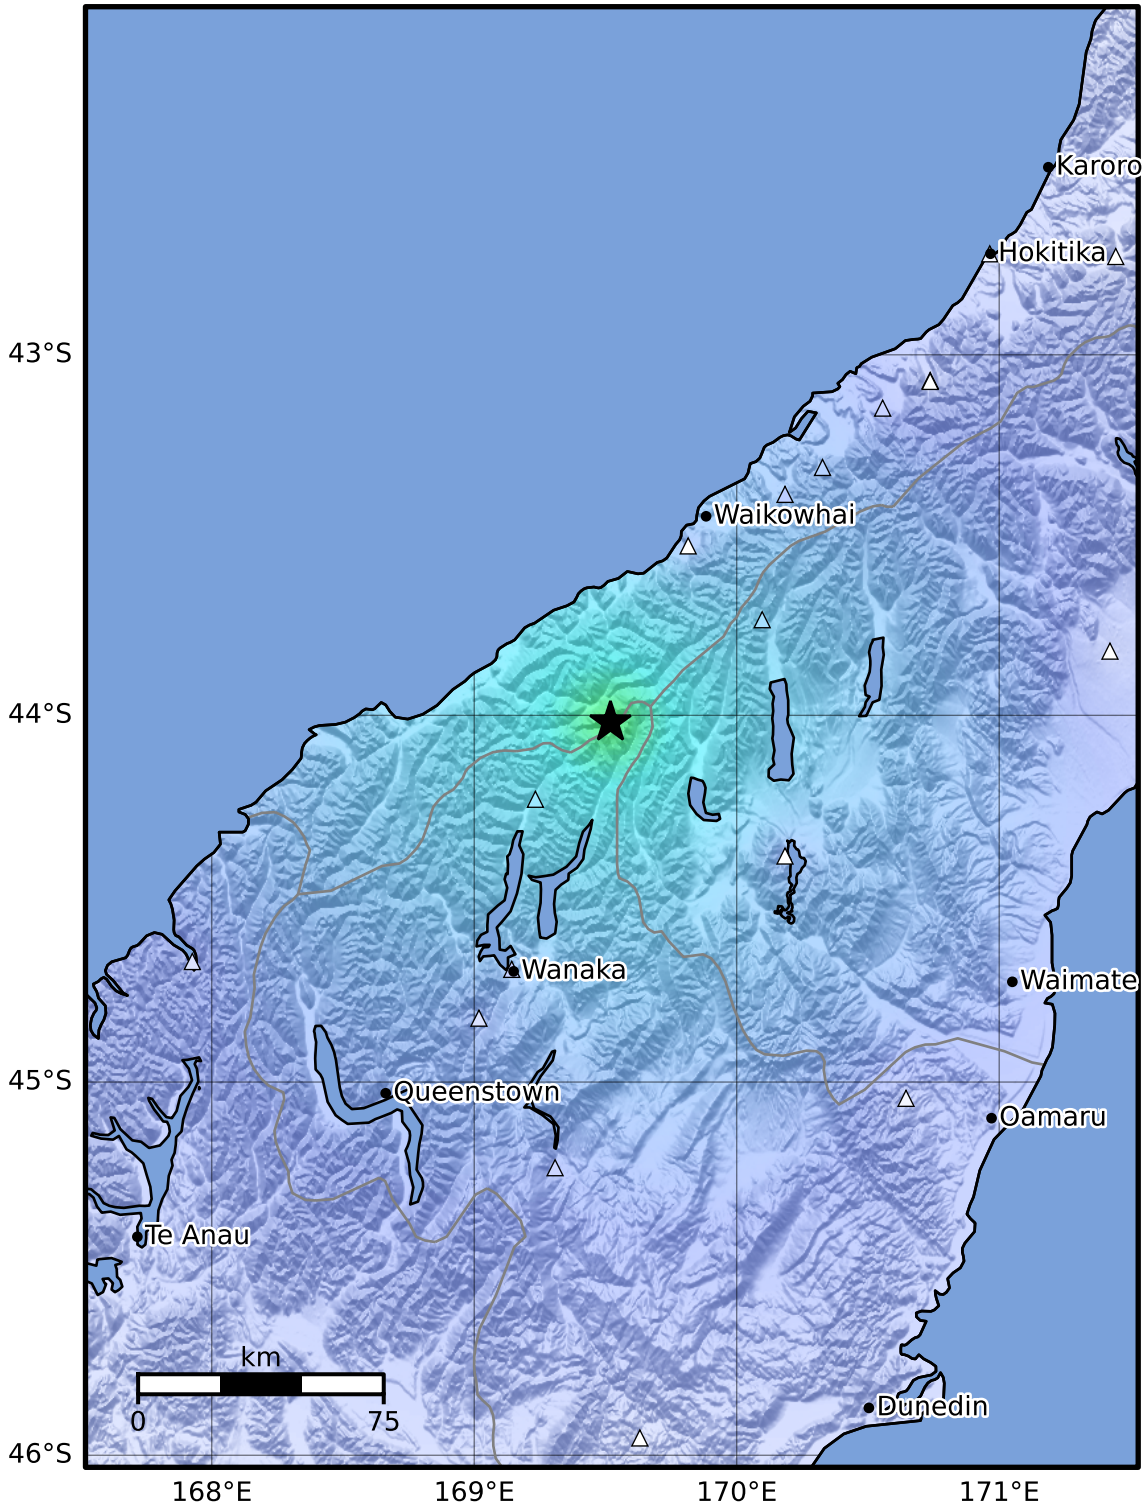 Karoro
Hokitika
43°S
Waikowhai
44°S
Wanaka
Waimate
45°S
Queenstown
Oamaru
Te Anau
km
0
75
Dunedin
46°S
168°E
169°E
170°E
171°E